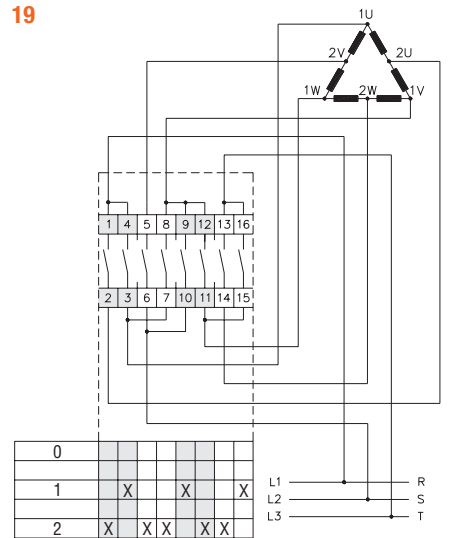 19
1U
2V 2U
1W 2W 1V
1 4 5 8 9 12 13 16
2 3 6 7 10 11 14 15
0
1 X X X
2 X X X X X
L1 R
L2 S
L3 T